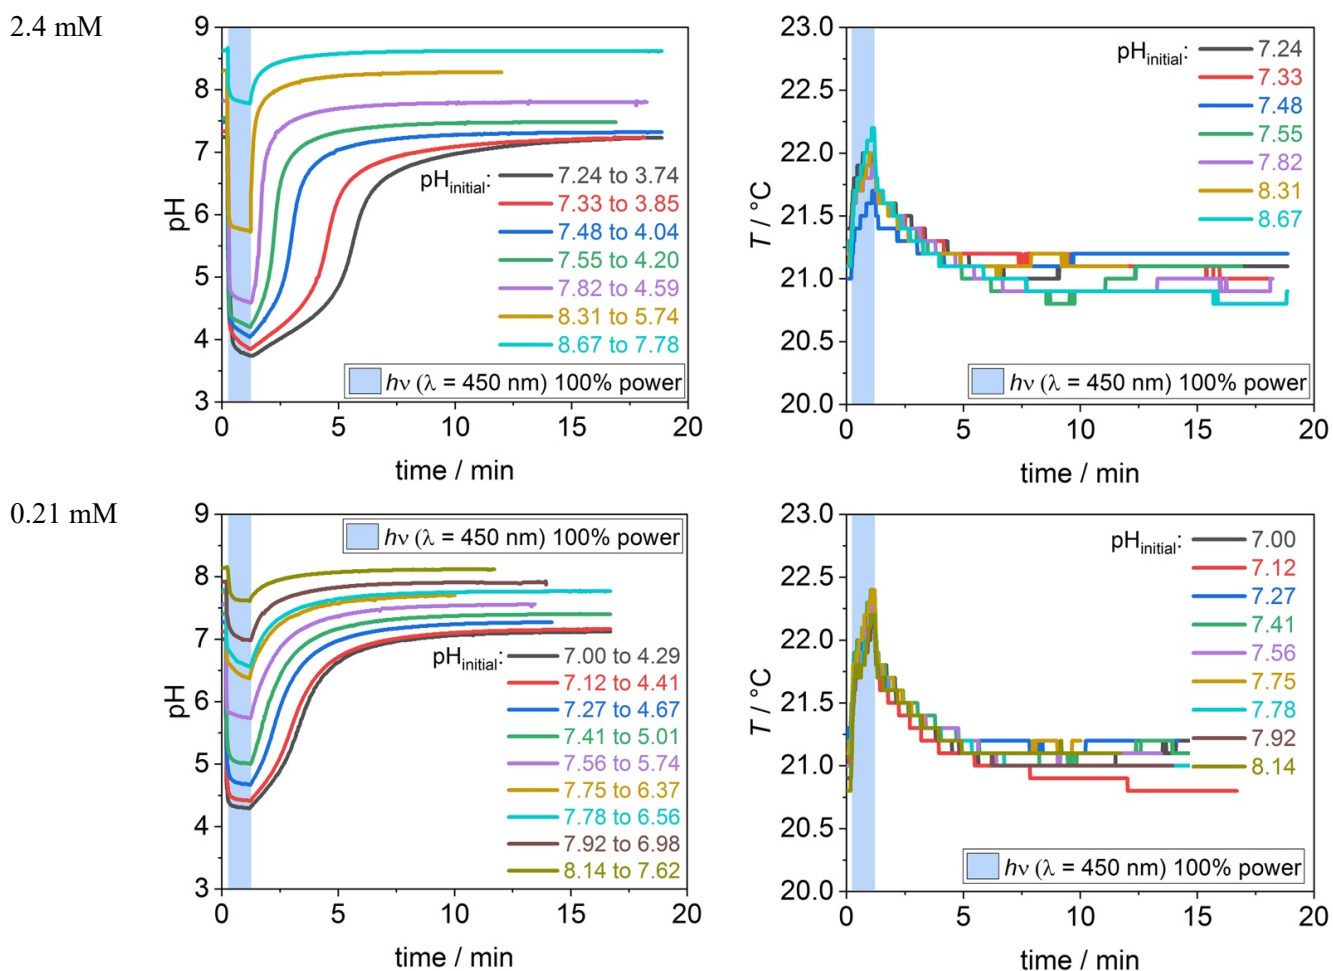 2.4 mM
9
8
7
6
5
4
3
pH
0 5 10 15 20
time / min
pHinitial:
7.24 to 3.74
7.33 to 3.85
7.48 to 4.04
7.55 to 4.20
7.82 to 4.59
8.31 to 5.74
8.67 to 7.78
hν (λ = 450 nm) 100% power
23.0
22.5
22.0
21.5
21.0
20.5
20.0
T / °C
0 5 10 15 20
time / min
pHinitial:
7.24
7.33
7.48
7.55
7.82
8.31
8.67
hν (λ = 450 nm) 100% power
0.21 mM
9
8
7
6
5
4
3
pH
0 5 10 15 20
time / min
hν (λ = 450 nm) 100% power
pHinitial:
7.00 to 4.29
7.12 to 4.41
7.27 to 4.67
7.41 to 5.01
7.56 to 5.74
7.75 to 6.37
7.78 to 6.56
7.92 to 6.98
8.14 to 7.62
23.0
22.5
22.0
21.5
21.0
20.5
20.0
T / °C
0 5 10 15 20
time / min
pHinitial:
7.00
7.12
7.27
7.41
7.56
7.75
7.78
7.92
8.14
hν (λ = 450 nm) 100% power